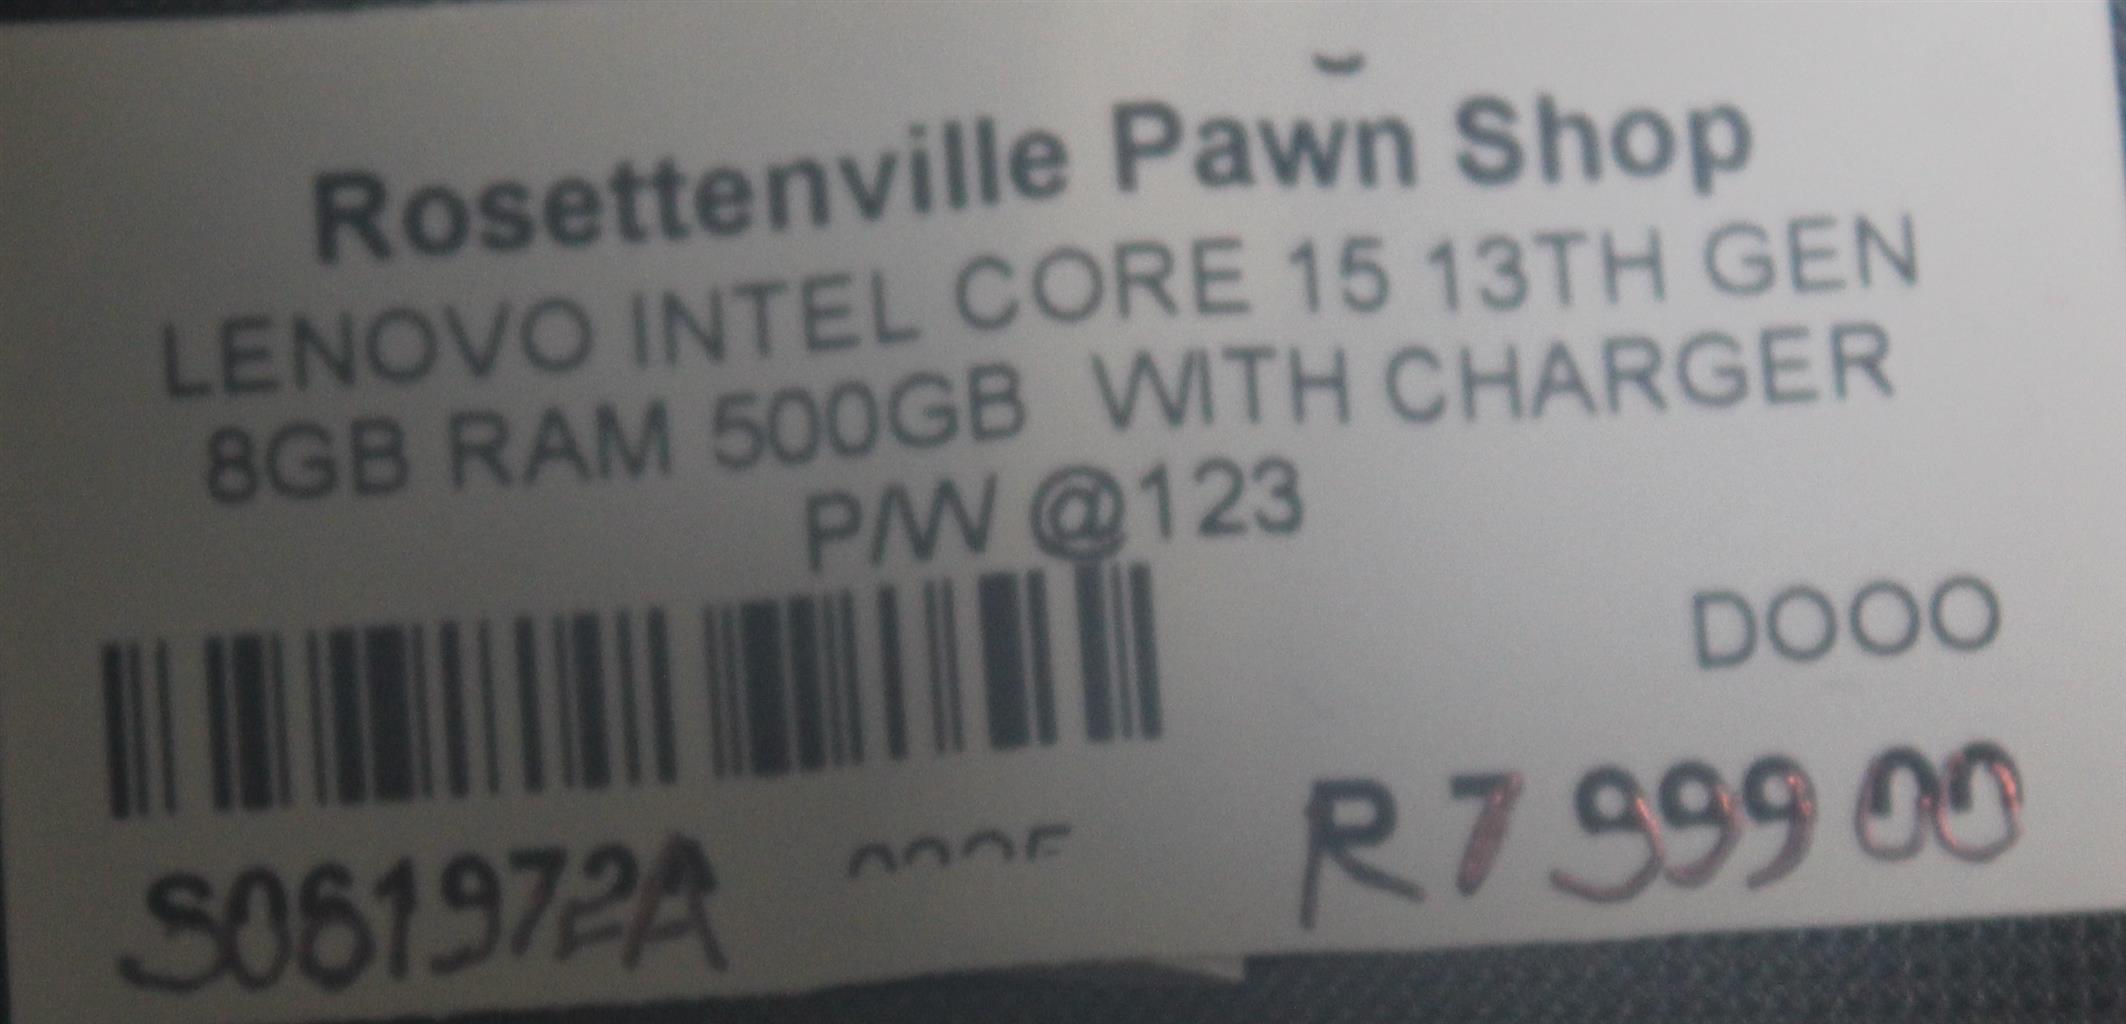 Rosettenville Pawn Shop
LENOVO INTEL CORE 15 13TH GEN
8GB RAM 500GB WITH CHARGER
P/W @123
DOOO
S061972A
R7 999 00